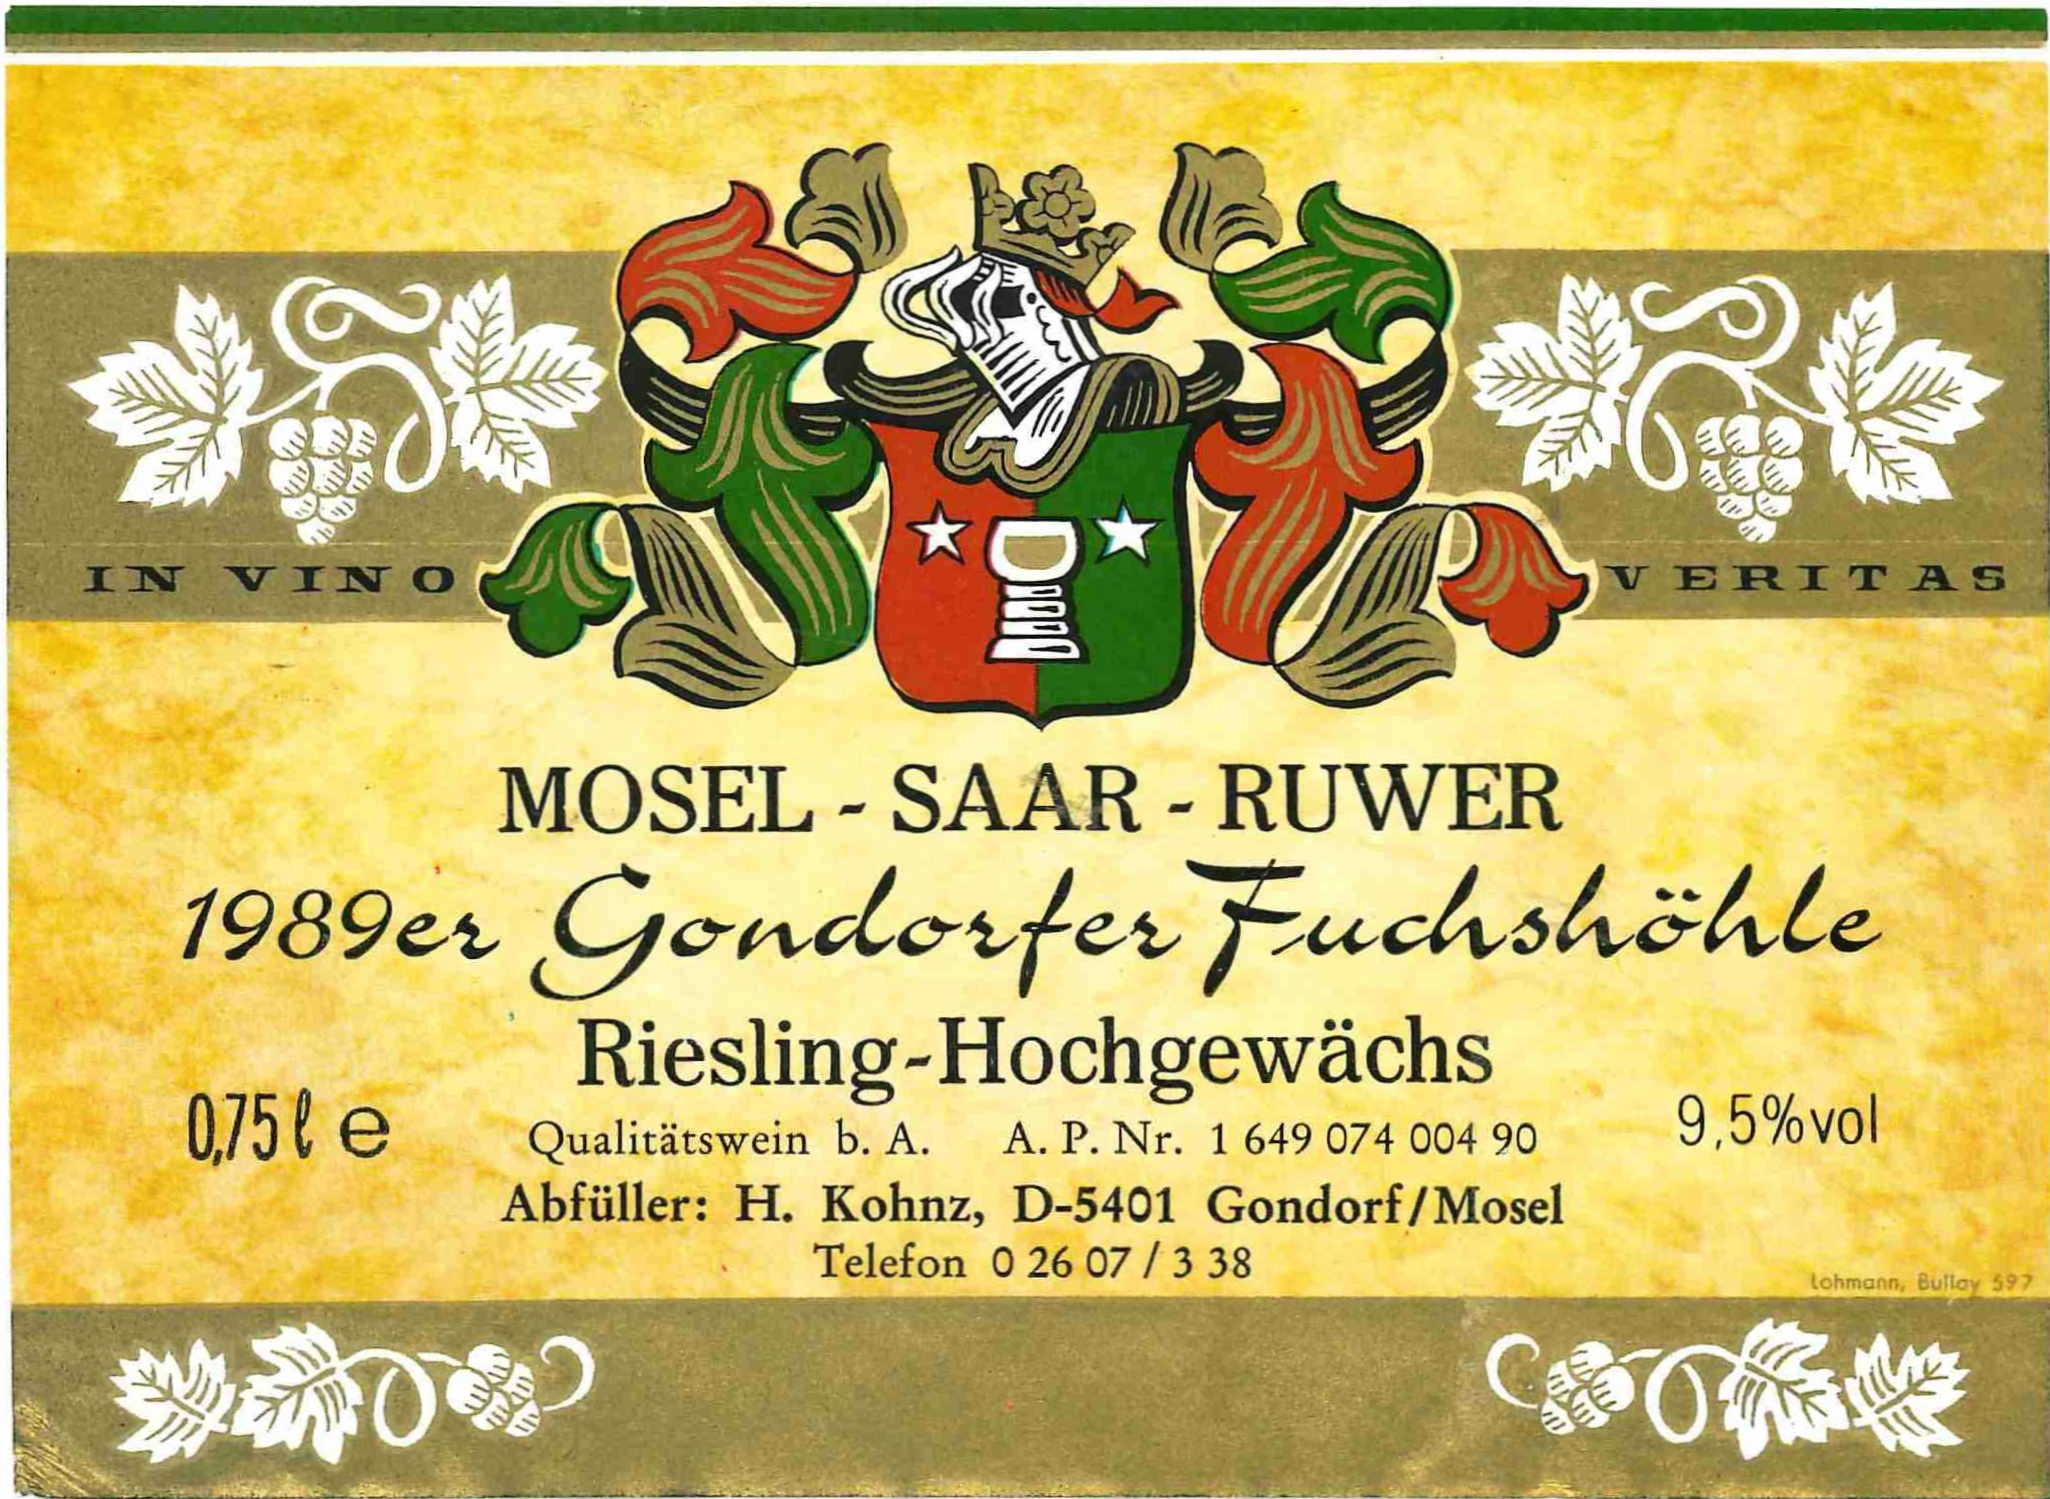 IN VINO VERITAS
MOSEL - SAAR - RUWER
1989er Gondorfer Fuchshöhle
Riesling-Hochgewächs
0,75 l e
Qualitätswein b. A. A. P. Nr. 1 649 074 004 90
9,5%vol
Abfüller: H. Kohnz, D-5401 Gondorf/Mosel
Telefon 0 26 07 / 3 38
Lohmann, Bullay 597